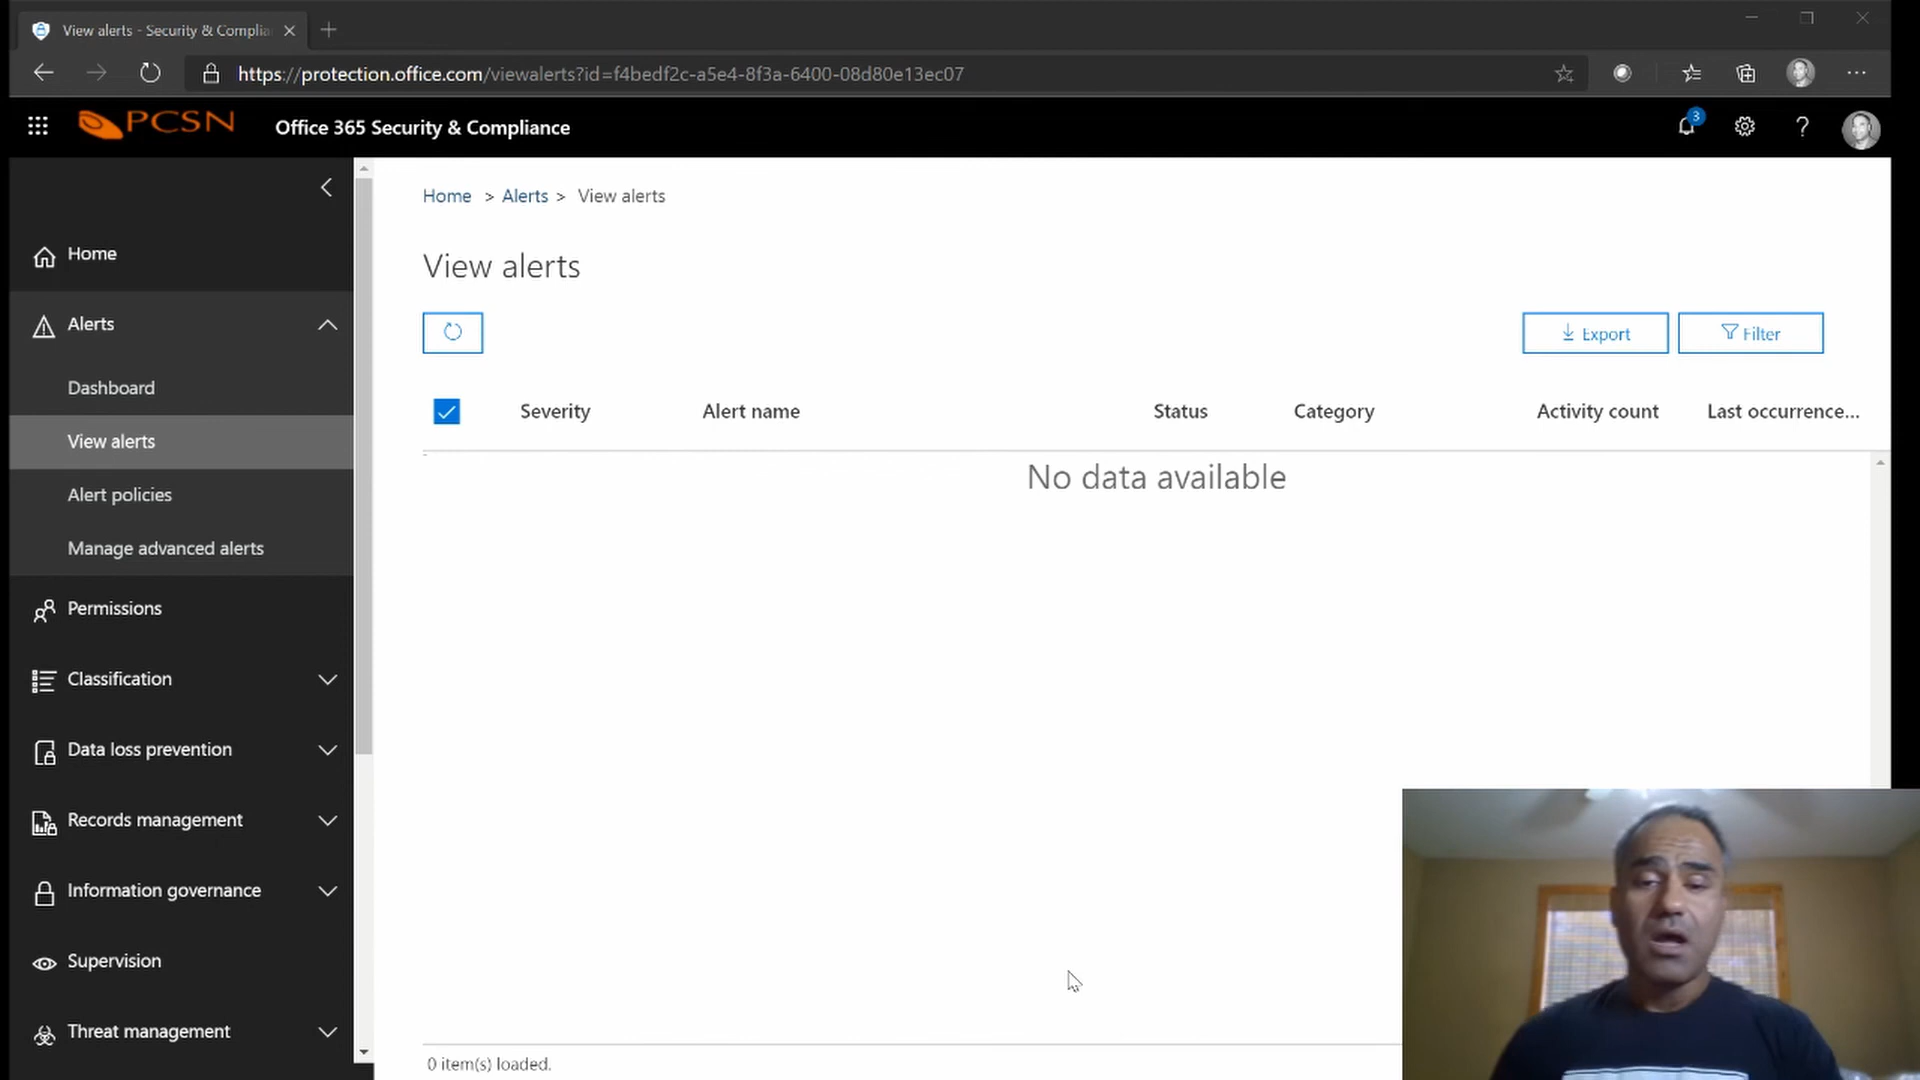 View alerts - Security & Complia
https://protection.office.com/viewalerts?id=f4bedf2c-a5e4-8f3a-6400-08d80e13ec07
PCSN
Office 365 Security & Compliance
3
?
Home > Alerts > View alerts
View alerts
Export
Filter
Severity
Alert name
Status
Category
Activity count
Last occurrence...
No data available
0 item(s) loaded.
Home
Alerts
Dashboard
View alerts
Alert policies
Manage advanced alerts
Permissions
Classification
Data loss prevention
Records management
Information governance
Supervision
Threat management